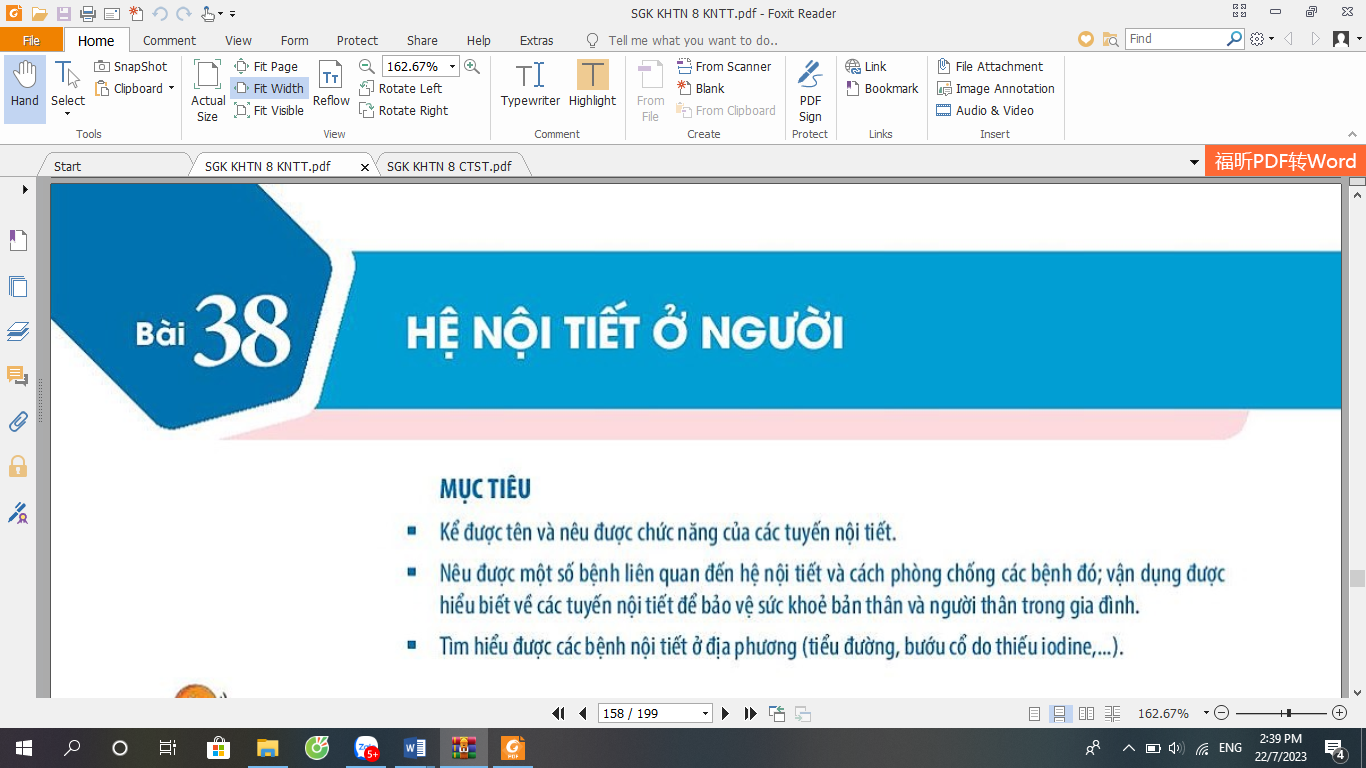 SGK KHTN 8 KNTT.pdf - Foxit Reader
File Home Comment View Form Protect Share Help Extras Tell me what you want to do.. Find
Hand
Select
SnapShot
Clipboard
Tools
Actual Size
Fit Page
Fit Width
Fit Visible
Reflow
162.67%
Rotate Left
Rotate Right
View
Typewriter
Highlight
Comment
From File
From Scanner
Blank
From Clipboard
Create
PDF Sign
Protect
Link
Bookmark
Links
File Attachment
Image Annotation
Audio & Video
Insert
Start SGK KHTN 8 KNTT.pdf SGK KHTN 8 CTST.pdf 福昕PDF转Word
Bài 38 HỆ NỘI TIẾT Ở NGƯỜI
MỤC TIÊU
Kể được tên và nêu được chức năng của các tuyến nội tiết.
Nêu được một số bệnh liên quan đến hệ nội tiết và cách phòng chống các bệnh đó; vận dụng được
hiểu biết về các tuyến nội tiết để bảo vệ sức khoẻ bản thân và người thân trong gia đình.
Tìm hiểu được các bệnh nội tiết ở địa phương (tiểu đường, bướu cổ do thiếu iodine,...).
158 / 199 162.67%
Zalo 5+ PDF ENG 2:39 PM
22/7/2023 4